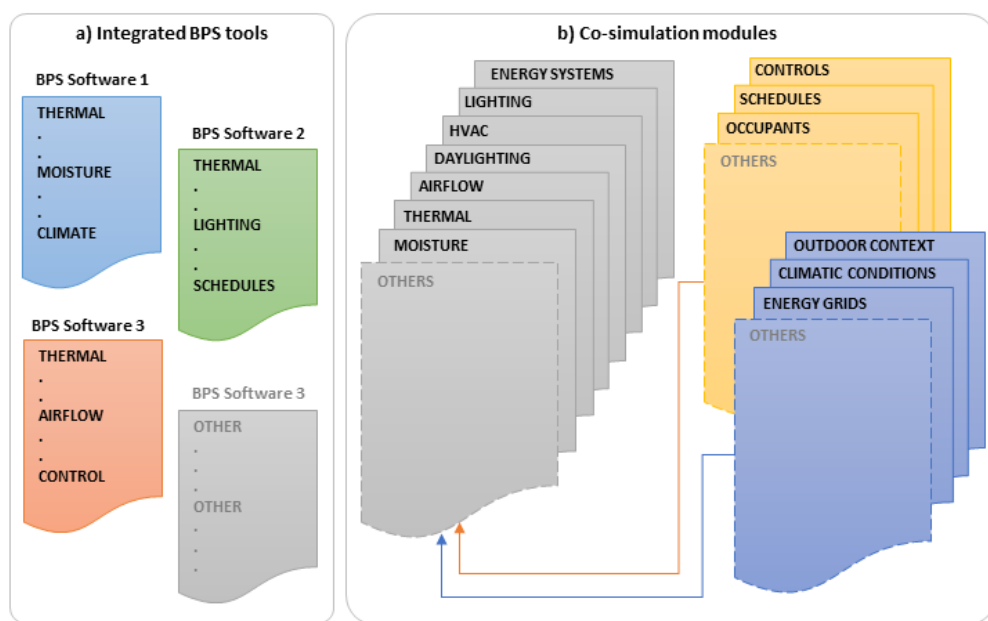 a) Integrated BPS tools
BPS Software 1
THERMAL
.
.
MOISTURE
.
.
CLIMATE
BPS Software 2
THERMAL
.
.
LIGHTING
.
.
SCHEDULES
BPS Software 3
THERMAL
.
.
AIRFLOW
.
.
CONTROL
BPS Software 3
OTHER
.
.
.
OTHER
.
.
.
b) Co-simulation modules
ENERGY SYSTEMS
LIGHTING
HVAC
DAYLIGHTING
AIRFLOW
THERMAL
MOISTURE
OTHERS
CONTROLS
SCHEDULES
OCCUPANTS
OTHERS
OUTDOOR CONTEXT
CLIMATIC CONDITIONS
ENERGY GRIDS
OTHERS